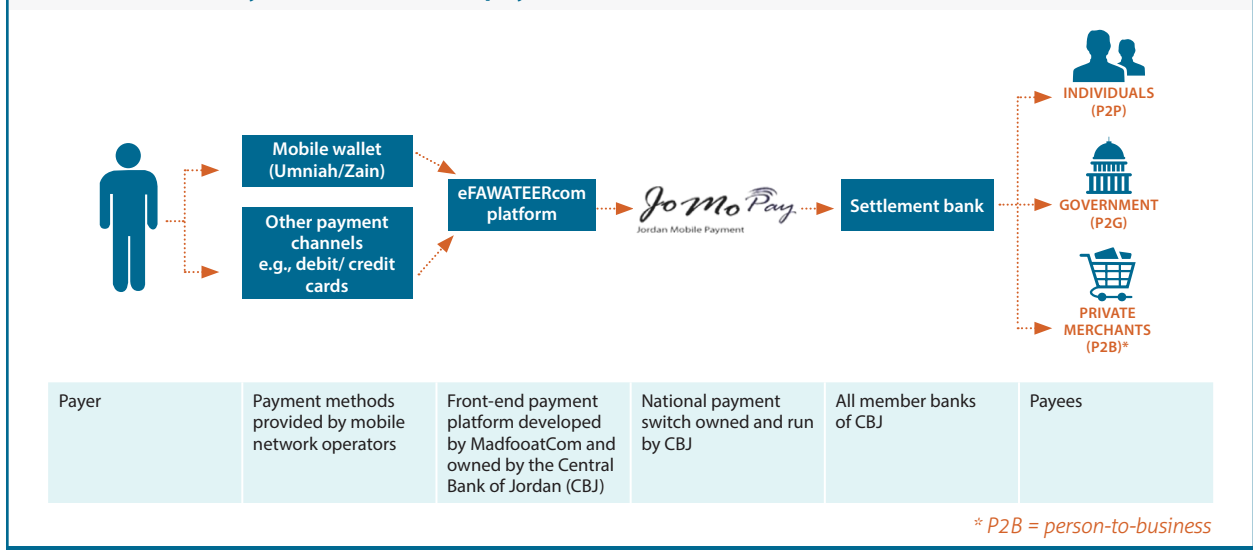 Mobile wallet
(Umniah/Zain)
Other payment
channels
e.g., debit/ credit
cards
eFAWATEERcom
platform
JoMoPay
Jordan Mobile Payment
Settlement bank
INDIVIDUALS
(P2P)
GOVERNMENT
(P2G)
PRIVATE
MERCHANTS
(P2B)*
Payer
Payment methods
provided by mobile
network operators
Front-end payment
platform developed
by MadfooatCom and
owned by the Central
Bank of Jordan (CBJ)
National payment
switch owned and run
by CBJ
All member banks
of CBJ
Payees
* P2B = person-to-business